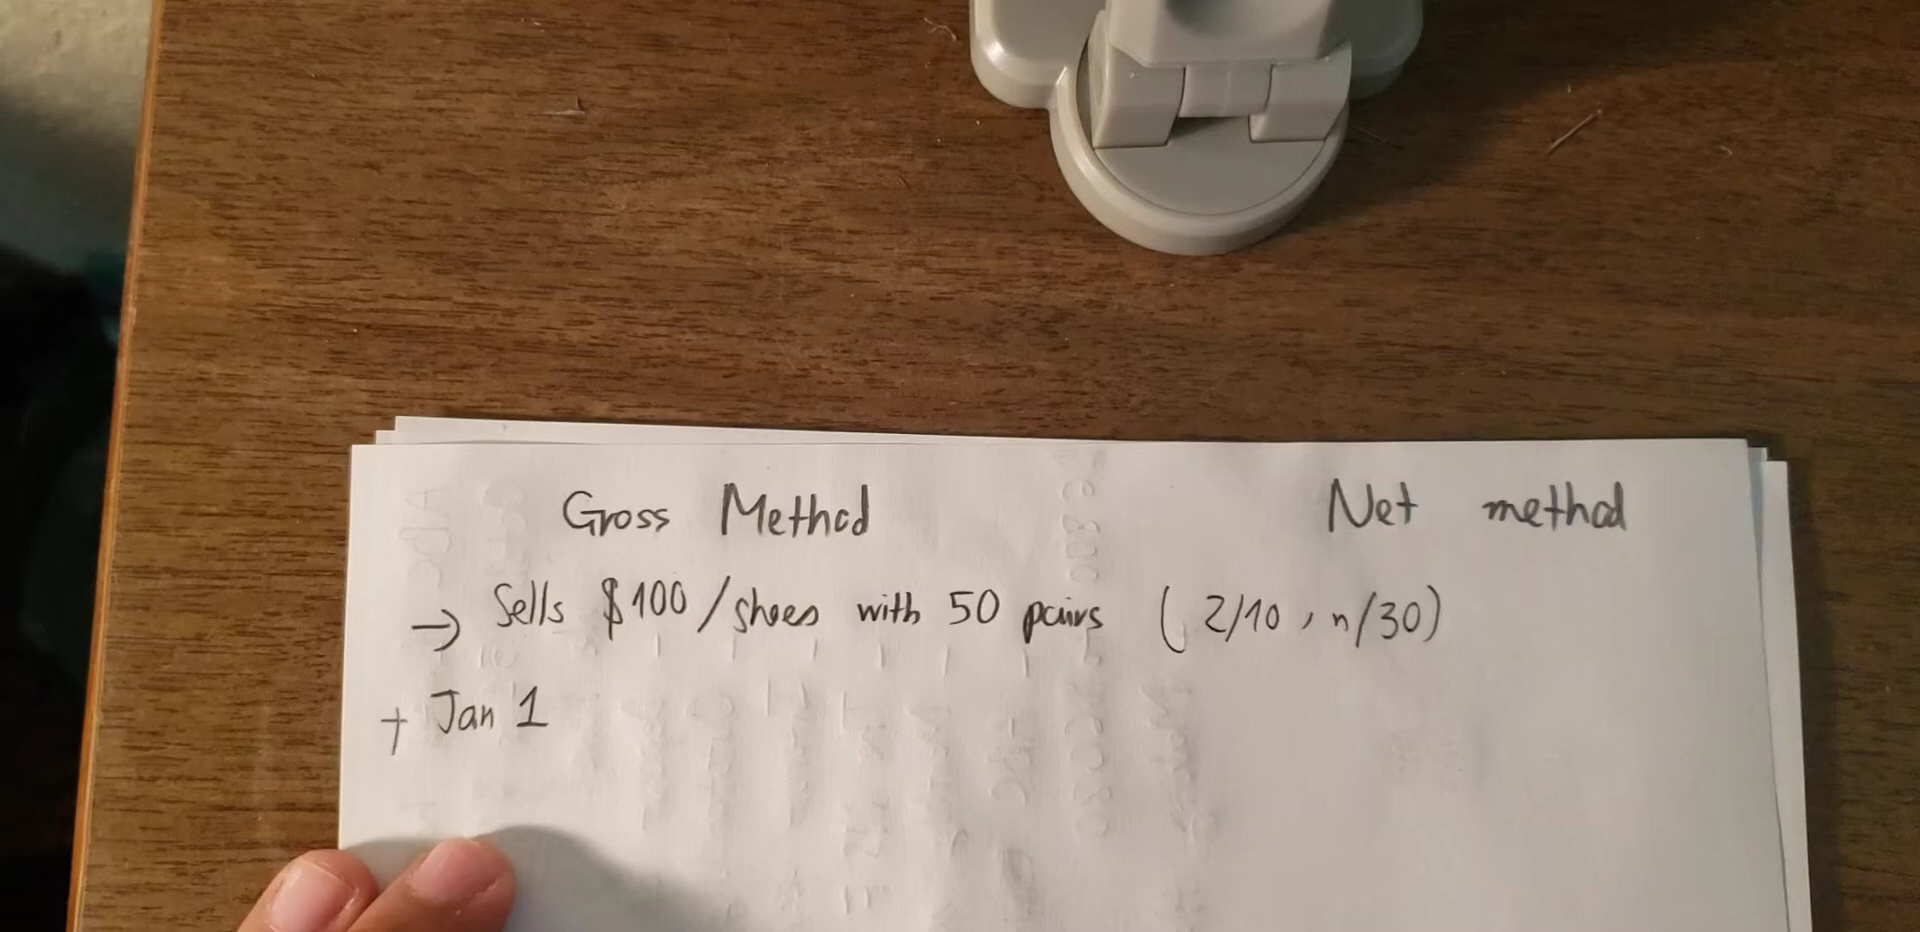 Gross Method Net method
→ Sells $100/shoes with 50 pairs (2/10, n/30)
+ Jan 1